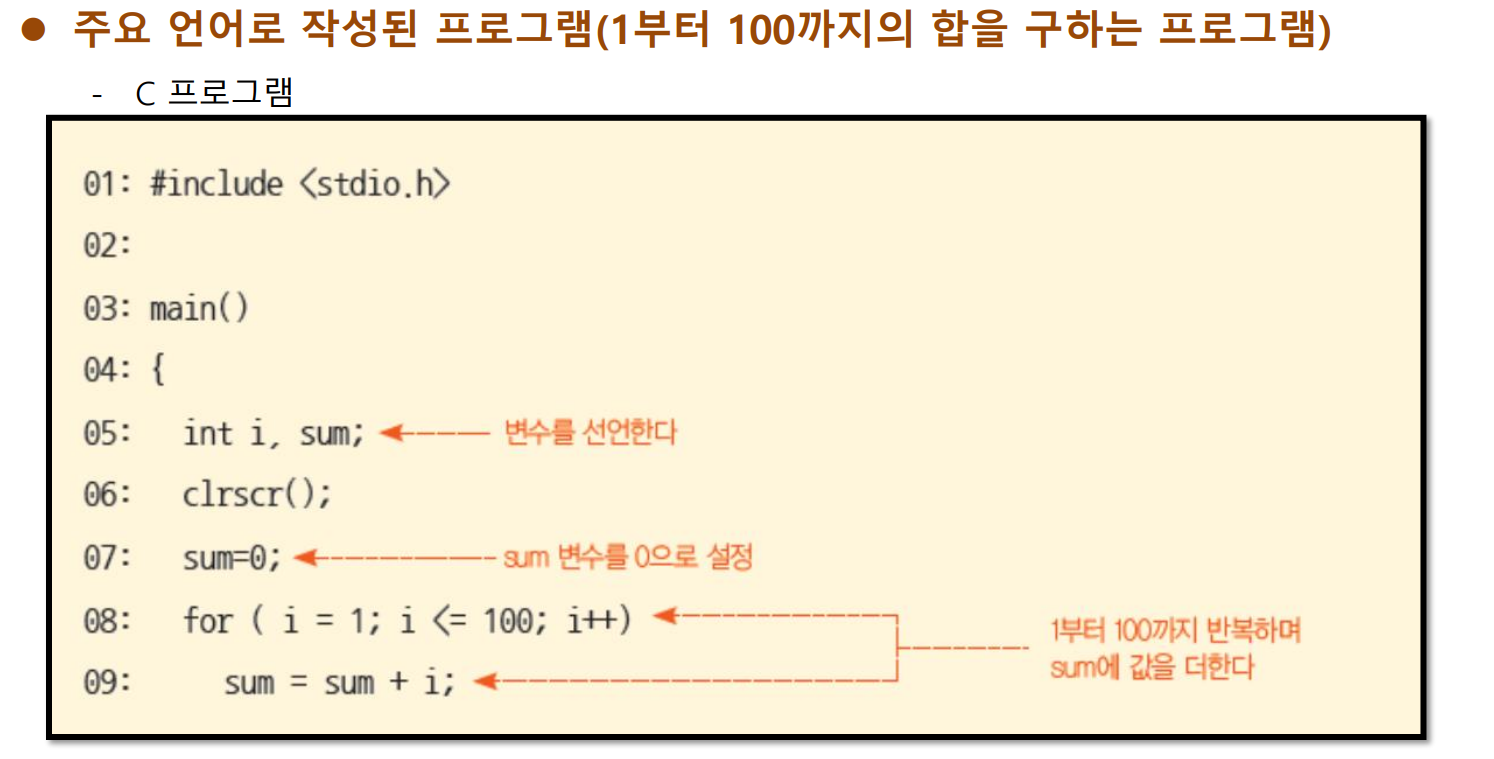 ● 주요 언어로 작성된 프로그램(1부터 100까지의 합을 구하는 프로그램)
- C 프로그램
01: #include <stdio.h>
02:
03: main()
04: {
05: int i, sum; 변수를 선언한다
06: clrscr();
07: sum=0; sum 변수를 0으로 설정
08: for ( i = 1; i <= 100; i++)
1부터 100까지 반복하며
sum에 값을 더한다
09: sum = sum + i;